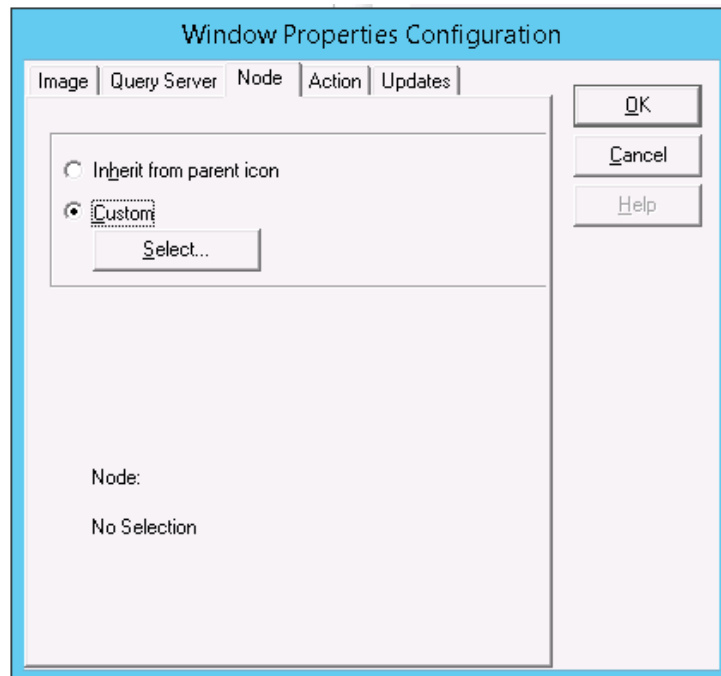 Window Properties Configuration
Image Query Server Node Action Updates
OK
Inherit from parent icon
Cancel
Custom
Help
Select...
Node:
No Selection